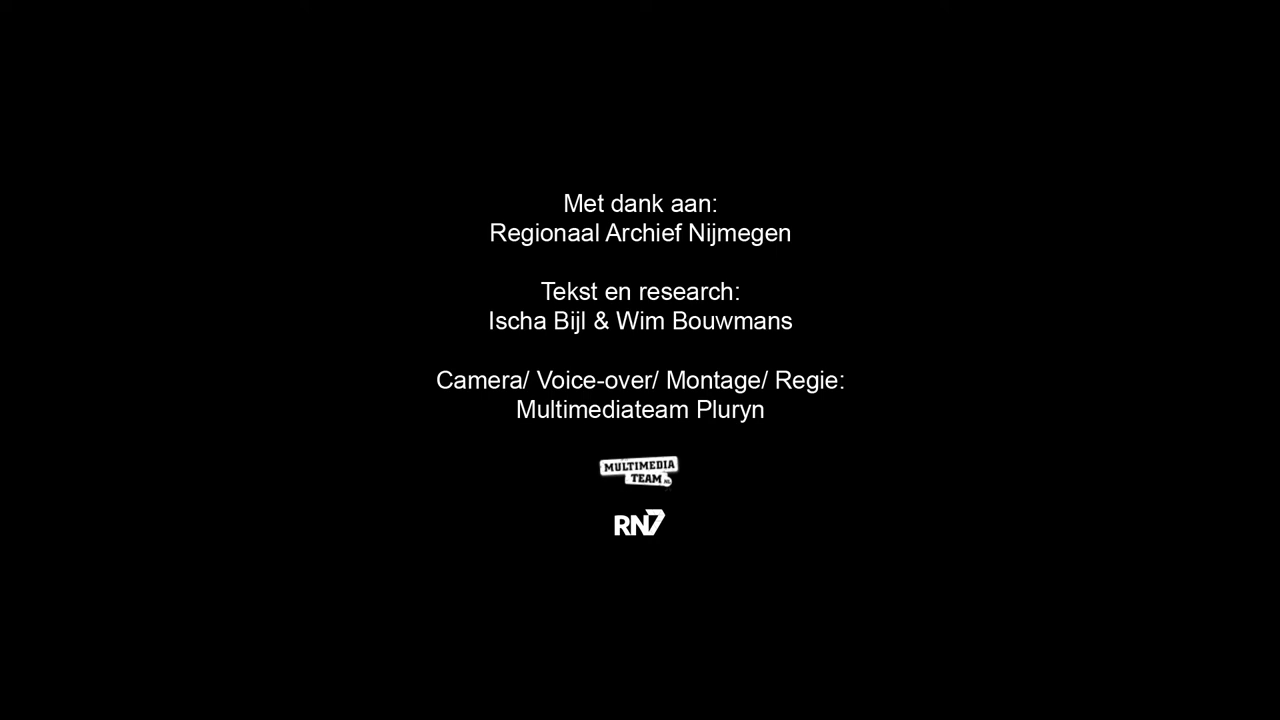 Met dank aan:
Regionaal Archief Nijmegen
Tekst en research:
Ischa Bijl & Wim Bouwmans
Camera/ Voice-over/ Montage/ Regie:
Multimediateam Pluryn
MULTIMEDIA
TEAM.NL
RN7